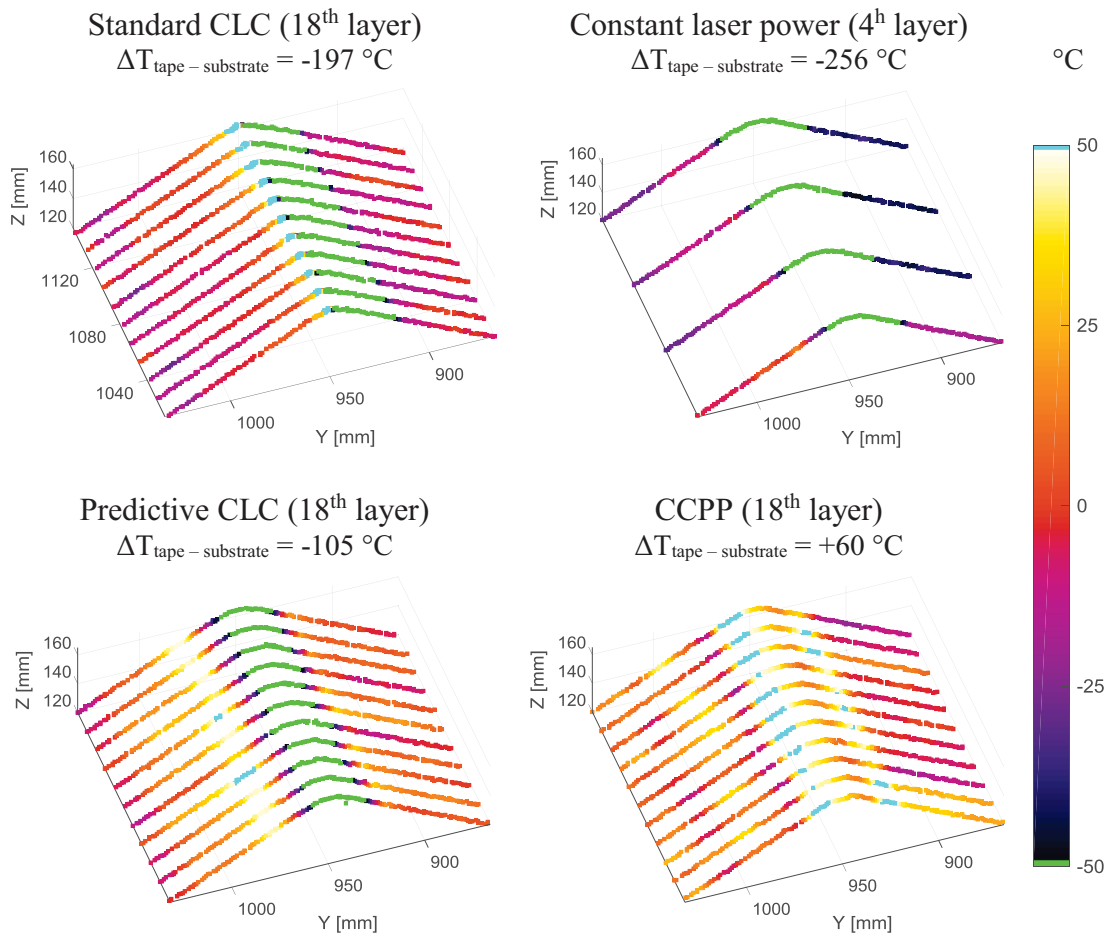 Standard CLC (18th layer)
ΔTtape – substrate = -197 °C
Constant laser power (4h layer)
ΔTtape – substrate = -256 °C
°C
160
140
120
Z [mm]
1120
1080
1040
1000
950
900
Y [mm]
160
140
120
Z [mm]
1000
950
900
Y [mm]
50
25
0
-25
-50
Predictive CLC (18th layer)
ΔTtape – substrate = -105 °C
CCPP (18th layer)
ΔTtape – substrate = +60 °C
160
140
120
Z [mm]
1000
950
900
Y [mm]
160
140
120
Z [mm]
1000
950
900
Y [mm]